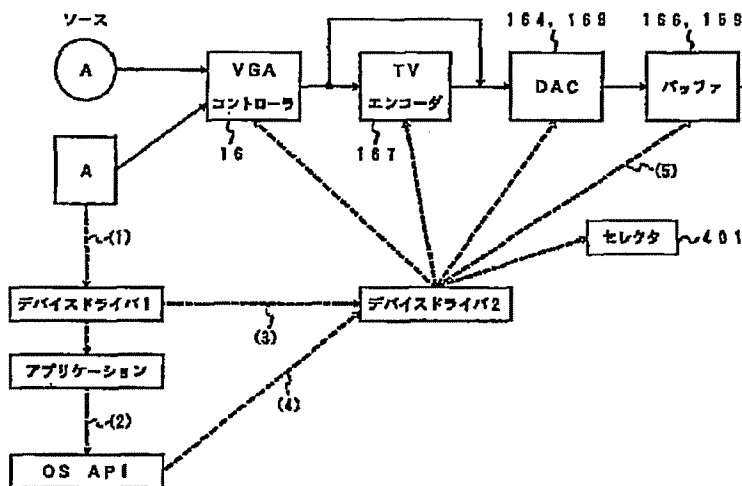 ソース
A
VGA
コントローラ
16
TV
エンコーダ
167
164, 168
DAC
166, 159
バッファ
A
(1)
(5)
セレクタ
401
デバイスドライバ1
(3)
デバイスドライバ2
アプリケーション
(2)
(4)
OS API